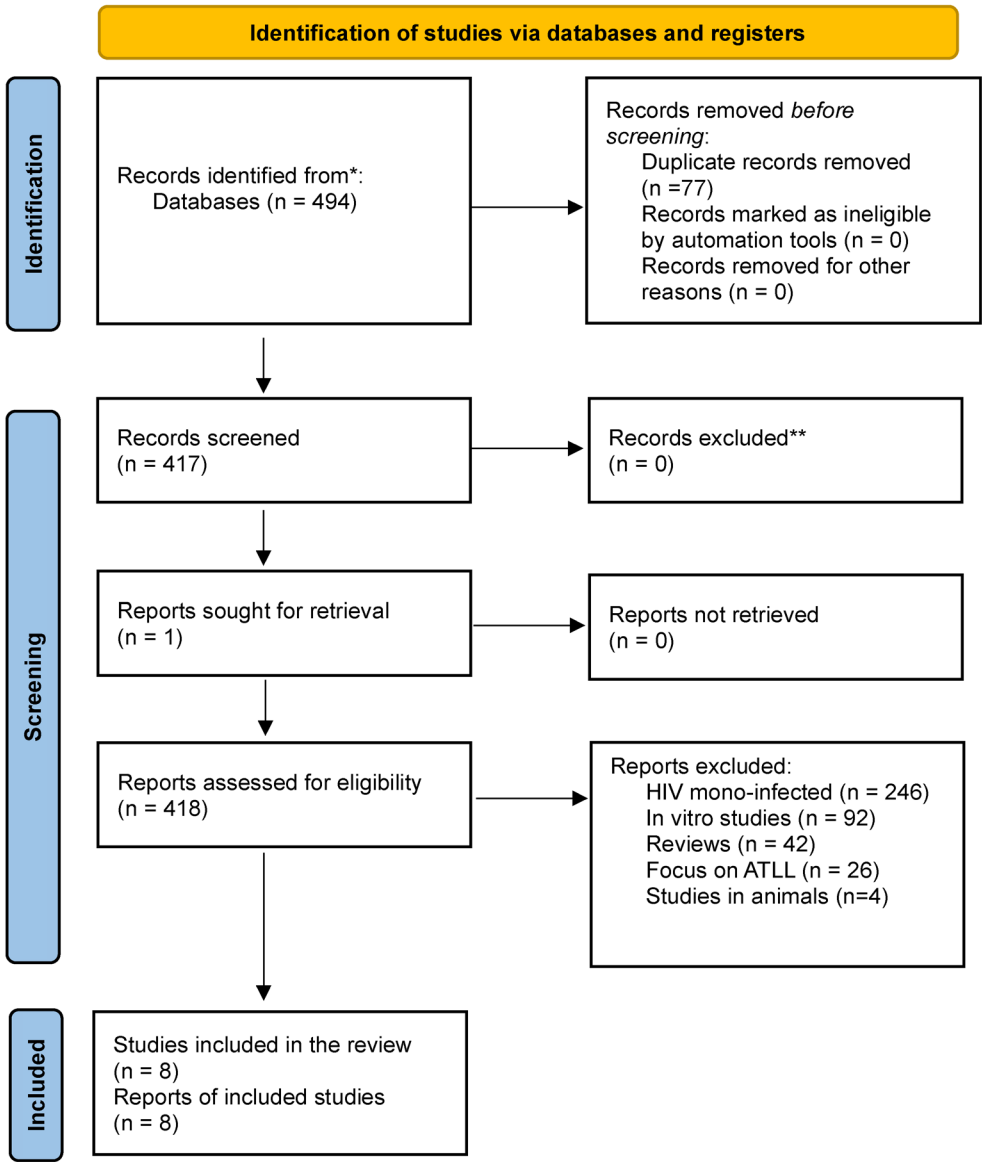 Identification of studies via databases and registers
Identification
Records identified from*:
Databases (n = 494)
Records removed before
screening:
Duplicate records removed
(n =77)
Records marked as ineligible
by automation tools (n = 0)
Records removed for other
reasons (n = 0)
Screening
Records screened
(n = 417)
Records excluded**
(n = 0)
Reports sought for retrieval
(n = 1)
Reports not retrieved
(n = 0)
Reports assessed for eligibility
(n = 418)
Reports excluded:
HIV mono-infected (n = 246)
In vitro studies (n = 92)
Reviews (n = 42)
Focus on ATLL (n = 26)
Studies in animals (n=4)
Included
Studies included in the review
(n = 8)
Reports of included studies
(n = 8)